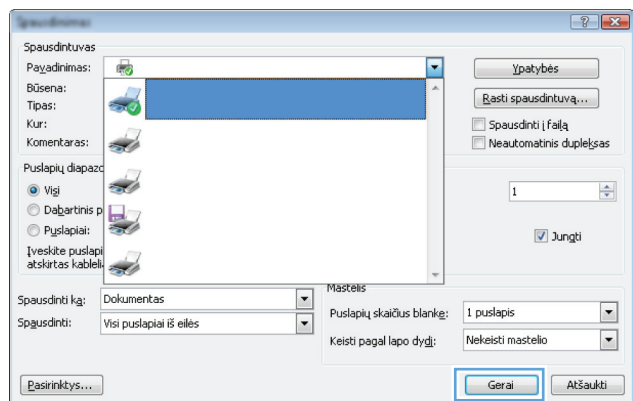 Spausdinimas
Spausdintuvas
Pavadinimas:
Būsena:
Tipas:
Kur:
Komentaras:
Ypatybės
Rasti spausdintuvą...
Spausdinti į failą
Neautomatinis dupleksas
Puslapių diapazo
Visi
Dabartinis p
Puslapiai:
Įveskite puslapi
atskirtas kableli
1
Jungti
Spausdinti ką: Dokumentas
Spausdinti: Visi puslapiai iš eilės
Mastelis
Puslapių skaičius blanke: 1 puslapis
Keisti pagal lapo dydį: Nekeisti mastelio
Pasirinktys...
Gerai
Atšaukti